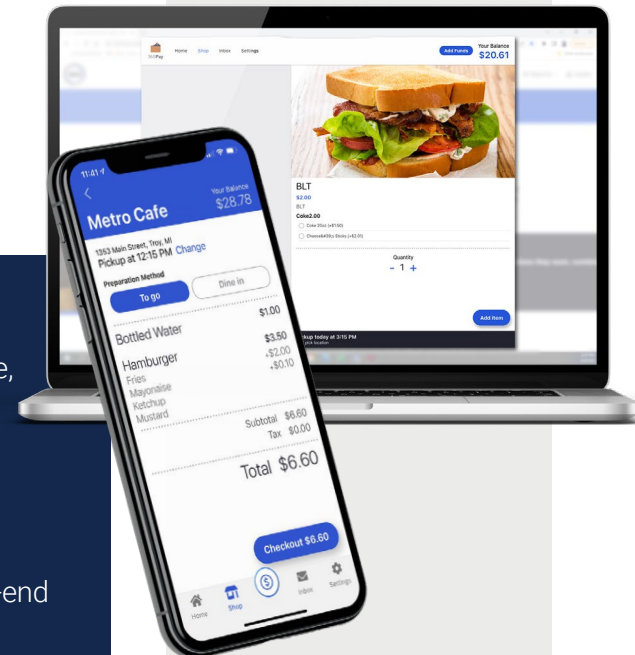 Home Shop Inbox Settings
Add Funds
Your Balance
$20.61
BLT
$2.00
BLT
Coke2.00
Quantity
- 1 +
Add item
11:41
Metro Cafe
Your Balance
$28.78
1353 Main Street, Troy, MI
Pickup at 12:15 PM Change
Preparation Method
To go Dine in
Bottled Water $1.00
Hamburger $3.50
Fries +$2.00
Mayonaise +$0.10
Ketchup
Mustard
Subtotal $6.60
Tax $0.00
Total $6.60
Checkout $6.60
Home Shop Inbox Settings
e,
-end